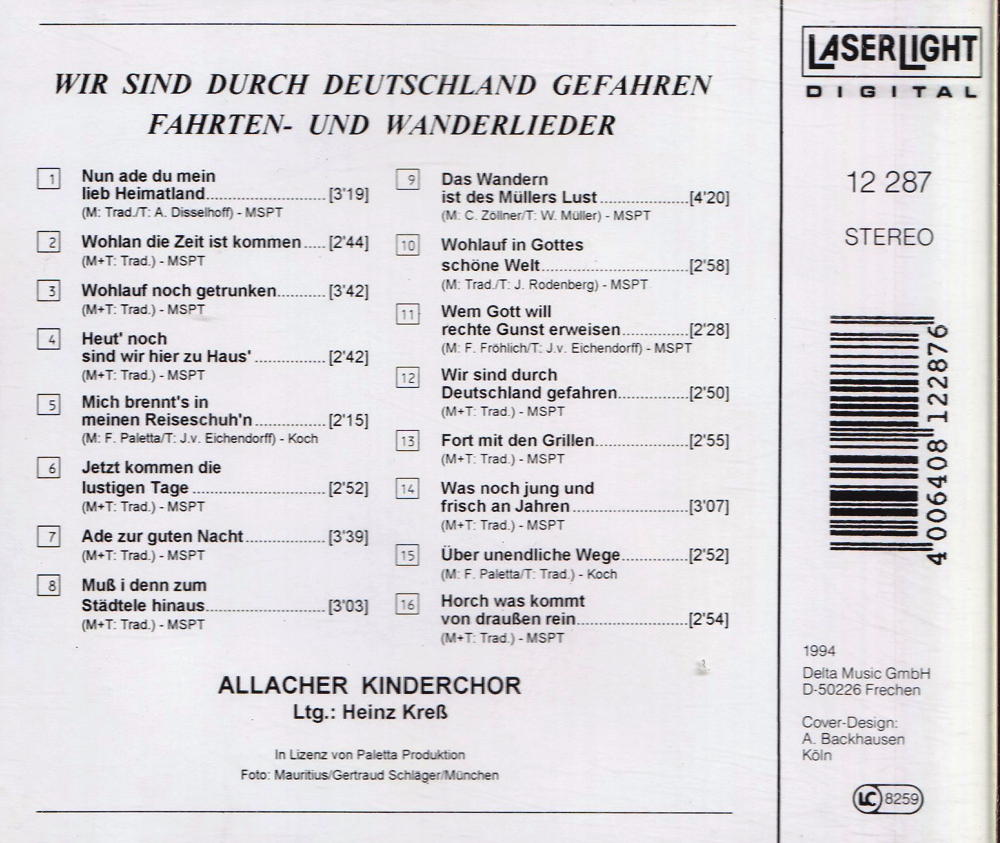 WIR SIND DURCH DEUTSCHLAND GEFAHREN
FAHRTEN- UND WANDERLIEDER
1 Nun ade du mein
lieb Heimatland [3'19]
(M: Trad./T: A. Disselhoff) - MSPT
2 Wohlan die Zeit ist kommen [2'44]
(M+T: Trad.) - MSPT
3 Wohlauf noch getrunken [3'42]
(M+T: Trad.) - MSPT
4 Heut' noch
sind wir hier zu Haus' [2'42]
(M+T: Trad.) - MSPT
5 Mich brennt's in
meinen Reiseschuh'n [2'15]
(M: F. Paletta/T: J.v. Eichendorff) - Koch
6 Jetzt kommen die
lustigen Tage [2'52]
(M+T: Trad.) - MSPT
7 Ade zur guten Nacht [3'39]
(M+T: Trad.) - MSPT
8 Muß i denn zum
Städtele hinaus [3'03]
(M+T: Trad.) - MSPT
9 Das Wandern
ist des Müllers Lust [4'20]
(M: C. Zöllner/T: W. Müller) - MSPT
10 Wohlauf in Gottes
schöne Welt [2'58]
(M: Trad./T: J. Rodenberg) - MSPT
11 Wem Gott will
rechte Gunst erweisen [2'28]
(M: F. Fröhlich/T: J.v. Eichendorff) - MSPT
12 Wir sind durch
Deutschland gefahren [2'50]
(M+T: Trad.) - MSPT
13 Fort mit den Grillen [2'55]
(M+T: Trad.) - MSPT
14 Was noch jung und
frisch an Jahren [3'07]
(M+T: Trad.) - MSPT
15 Über unendliche Wege [2'52]
(M: F. Paletta/T: Trad.) - Koch
16 Horch was kommt
von draußen rein [2'54]
(M+T: Trad.) - MSPT
ALLACHER KINDERCHOR
Ltg.: Heinz Kreß
In Lizenz von Paletta Produktion
Foto: Mauritius/Gertraud Schläger/München
LASERLIGHT
DIGITAL
12 287
STEREO
4 006408 122876
1994
Delta Music GmbH
D-50226 Frechen
Cover-Design:
A. Backhausen
Köln
LC 8259